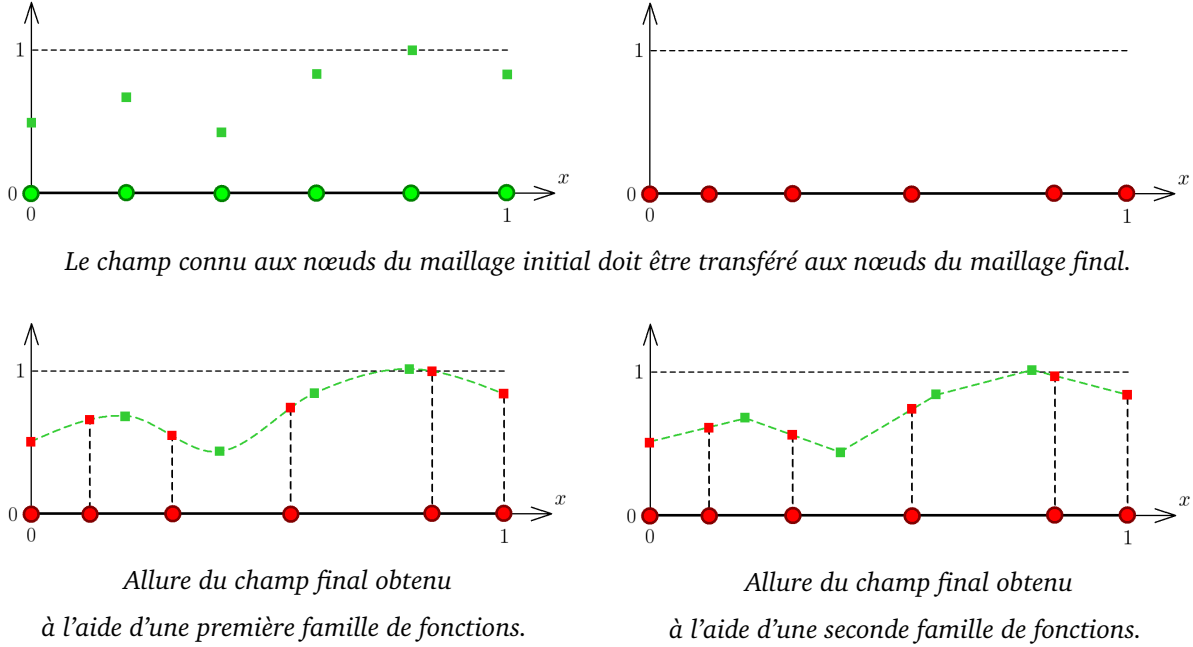 1
0
0
1
x
1
0
0
1
x
Le champ connu aux nœuds du maillage initial doit être transféré aux nœuds du maillage final.
1
0
0
1
x
1
0
0
1
x
Allure du champ final obtenu
à l’aide d’une première famille de fonctions.
Allure du champ final obtenu
à l’aide d’une seconde famille de fonctions.